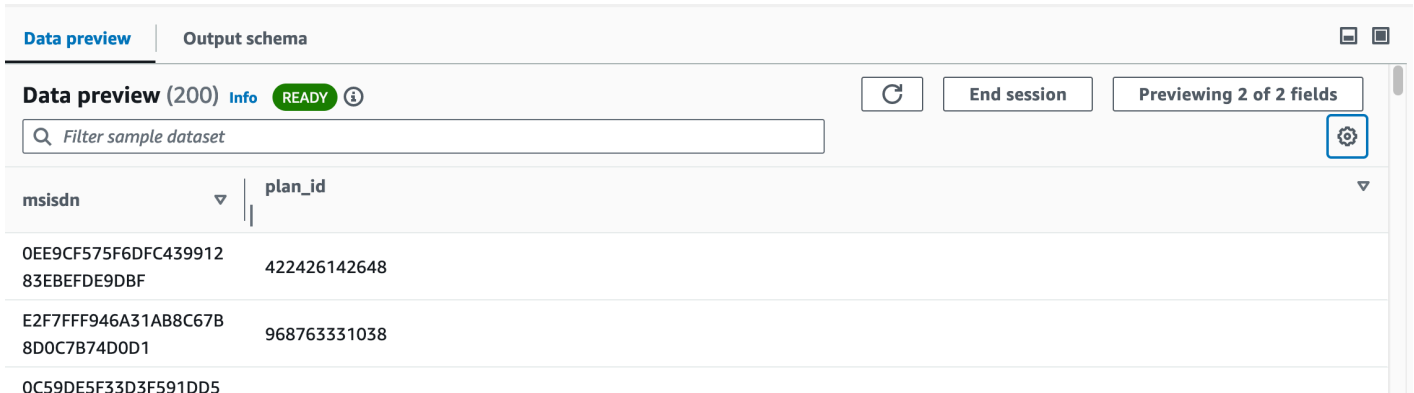 Data preview Output schema
Data preview (200) Info READY
End session
Previewing 2 of 2 fields
Filter sample dataset
msisdn plan_id
0EE9CF575F6DFC439912
83EBEFDE9DBF
422426142648
E2F7FFF946A31AB8C67B
8D0C7B74D0D1
968763331038
0C59DE5F33D3F591DD5